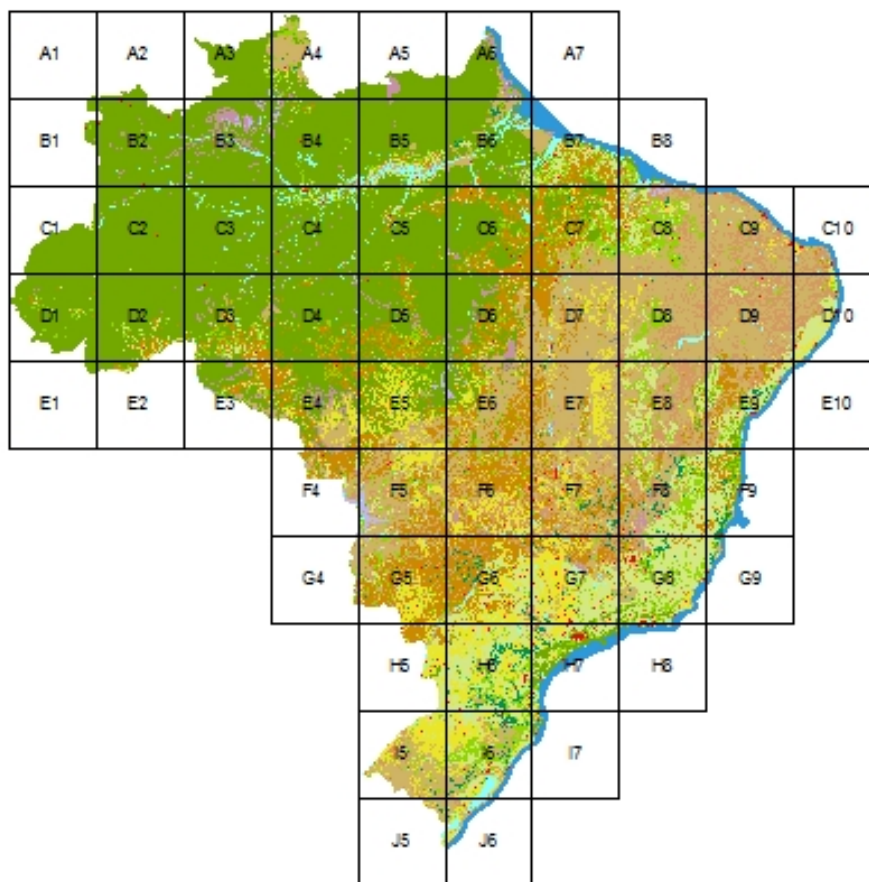 A1 A2 A3 A4 A5 A6 A7
B1 B2 B3 B4 B5 B6 B7 B8
C1 C2 C3 C4 C5 C6 C7 C8 C9 C10
D1 D2 D3 D4 D5 D6 D7 D8 D9 D10
E1 E2 E3 E4 E5 E6 E7 E8 E9 E10
F4 F5 F6 F7 F8 F9
G4 G5 G6 G7 G8 G9
H5 H6 H7 H8
I5 I6 I7
J5 J6